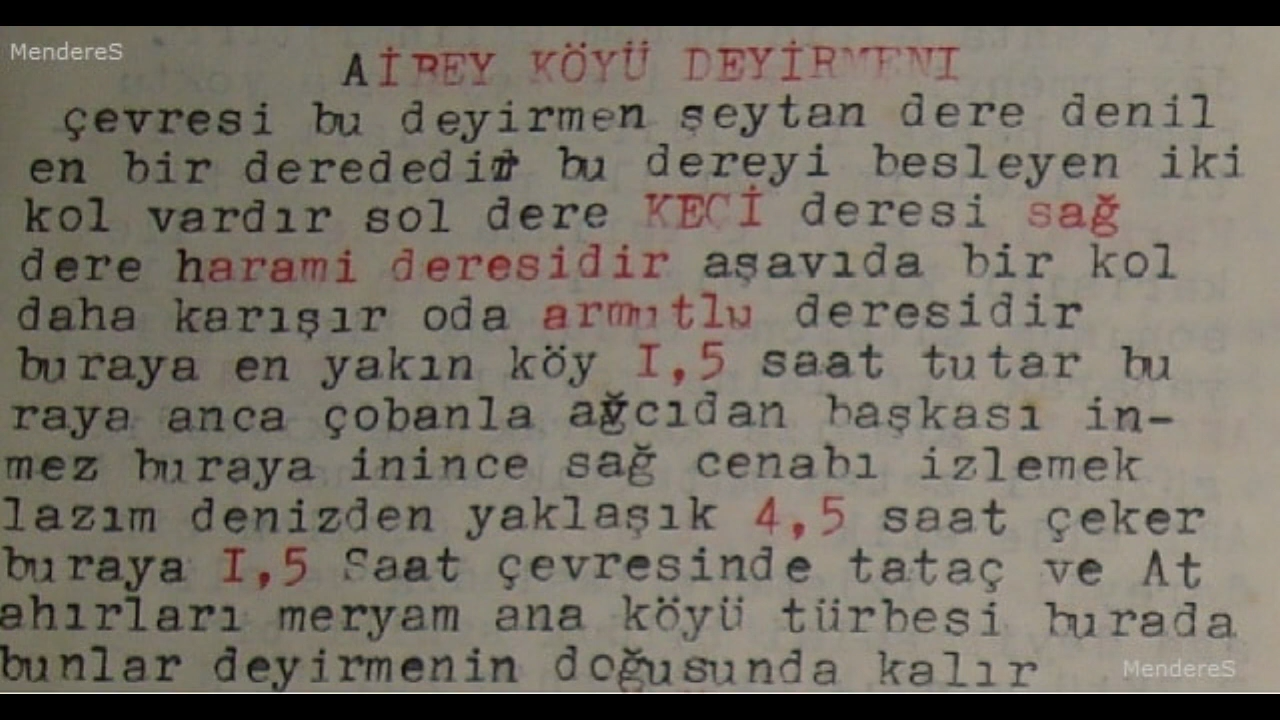 MendereS
AİBEY KÖYÜ DEYİRMENI
çevresi bu deyirmen şeytan dere denil
en bir derededir bu dereyi besleyen iki
kol vardır sol dere KEÇİ deresi sağ
dere harami deresidir aşavıda bir kol
daha karışır oda armıtlu deresidir
buraya en yakın köy I,5 saat tutar bu
raya anca çobanla ağcıdan başkası in-
mez buraya inince sağ cenabı izlemek
lazım denizden yaklaşık 4,5 saat çeker
buraya I,5 Saat çevresinde tataç ve At
ahırları meryam ana köyü türbesi burada
bunlar deyirmenin doğusunda kalır
MendereS